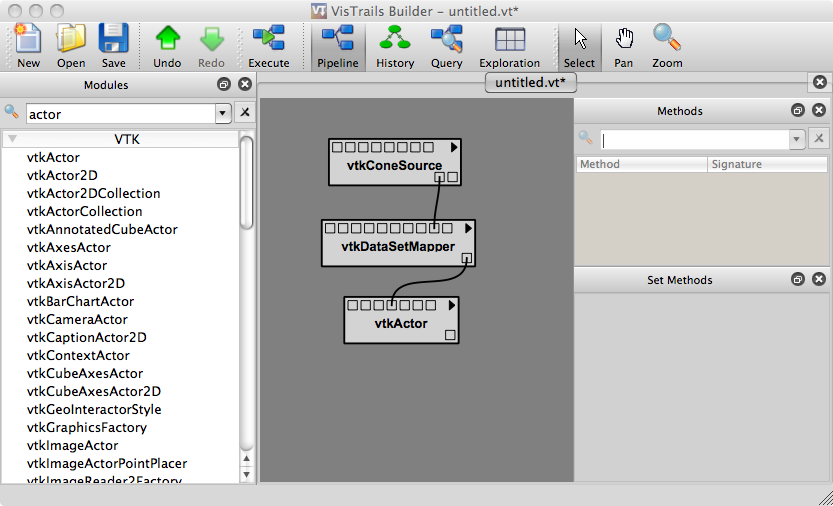 VisTrails Builder – untitled.vt*
New Open Save Undo Redo Execute Pipeline History Query Exploration Select Pan Zoom
untitled.vt*
Modules
actor
VTK
vtkActor
vtkActor2D
vtkActor2DCollection
vtkActorCollection
vtkAnnotatedCubeActor
vtkAxesActor
vtkAxisActor
vtkAxisActor2D
vtkBarChartActor
vtkCameraActor
vtkCaptionActor2D
vtkContextActor
vtkCubeAxesActor
vtkCubeAxesActor2D
vtkGeoInteractorStyle
vtkGraphicsFactory
vtkImageActor
vtkImageActorPointPlacer
vtkImageReader2Factory
vtkConeSource
vtkDataSetMapper
vtkActor
Methods
Method Signature
Set Methods